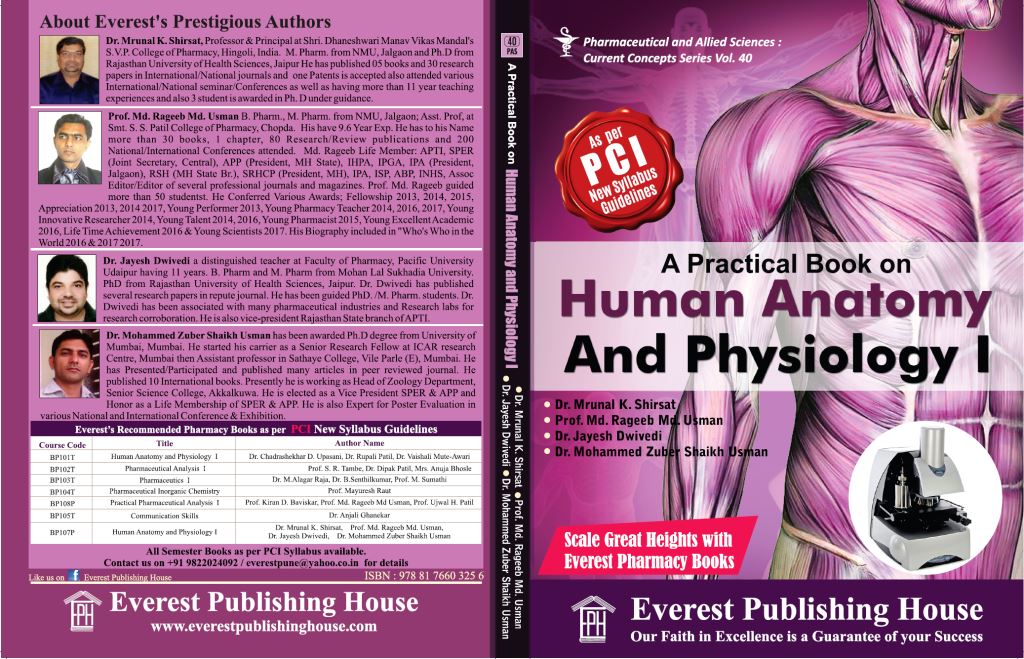 About Everest's Prestigious Authors
Dr. Mrunal K. Shirsat, Professor & Principal at Shri. Dhaneshwari Manav Vikas Mandal's
S.V.P. College of Pharmacy, Hingoli, India. M. Pharm. from NMU, Jalgaon and Ph.D from
Rajasthan University of Health Sciences, Jaipur He has published 05 books and 30 research
papers in International/National journals and one Patents is accepted also attended various
International/National seminar/Conferences as well as having more than 11 year teaching
experiences and also 3 student is awarded in Ph. D under guidance.
Prof. Md. Rageeb Md. Usman B. Pharm., M. Pharm. from NMU, Jalgaon; Asst. Prof, at
Smt. S. S. Patil College of Pharmacy, Chopda. His have 9.6 Year Exp. He has to his Name
more than 30 books, 1 chapter, 80 Research/Review publications and 200
National/International Conferences attended. Md. Rageeb Life Member: APTI, SPER
(Joint Secretary, Central), APP (President, MH State), IHPA, IPGA, IPA (President,
Jalgaon), RSH (MH State Br.), SRHCP (President, MH), IPA, ISP, ABP, INHS, Assoc
Editor/Editor of several professional journals and magazines. Prof. Md. Rageeb guided
more than 50 studentst. He Conferred Various Awards; Fellowship 2013, 2014, 2015,
Appreciation 2013, 2014 2017, Young Performer 2013, Young Pharmacy Teacher 2014, 2016, 2017, Young
Innovative Researcher 2014, Young Talent 2014, 2016, Young Pharmacist 2015, Young Excellent Academic
2016, Life Time Achievement 2016 & Young Scientists 2017. His Biography included in "Who's Who in the
World 2016 & 2017 2017.
Dr. Jayesh Dwivedi a distinguished teacher at Faculty of Pharmacy, Pacific University
Udaipur having 11 years. B. Pharm and M. Pharm from Mohan Lal Sukhadia University.
PhD from Rajasthan University of Health Sciences, Jaipur. Dr. Dwivedi has published
several research papers in repute journal. He has been guided PhD. /M. Pharm. students. Dr.
Dwivedi has been associated with many pharmaceutical industries and Research labs for
research corroboration. He is also vice-president Rajasthan State branch of APTI.
Dr. Mohammed Zuber Shaikh Usman has been awarded Ph.D degree from University of
Mumbai, Mumbai. He started his carrier as a Senior Research Fellow at ICAR research
Centre, Mumbai then Assistant professor in Sathaye College, Vile Parle (E), Mumbai. He
has Presented/Participated and published many articles in peer reviewed journal. He
published 10 International books. Presently he is working as Head of Zoology Department,
Senior Science College, Akkalkuwa. He is elected as a Vice President SPER & APP and
Honor as a Life Membership of SPER & APP. He is also Expert for Poster Evaluation in
various National and International Conference & Exhibition.
Everest's Recommended Pharmacy Books as per PCI New Syllabus Guidelines
Course Code Title Author Name
BP101T Human Anatomy and Physiology I Dr. Chadrashekhar D. Upasani, Dr. Rupali Patil, Dr. Vaishali Mute-Awari
BP102T Pharmaceutical Analysis I Prof. S. R. Tambe, Dr. Dipak Patil, Mrs. Anuja Bhosle
BP103T Pharmaceutics I Dr. M.Alagar Raja, Dr. B.Senthilkumar, Prof. M. Sumathi
BP104T Pharmaceutical Inorganic Chemistry Prof. Mayuresh Raut
BP108P Practical Pharmaceutical Analysis I Prof. Kiran D. Baviskar, Prof. Md. Rageeb Md Usman, Prof. Ujwal H. Patil
BP105T Communication Skills Dr. Anjali Ghanekar
BP107P Human Anatomy and Physiology I Dr. Mrunal K. Shirsat, Prof. Md. Rageeb Md. Usman,
Dr. Jayesh Dwivedi, Dr. Mohammed Zuber Shaikh Usman
All Semester Books as per PCI Syllabus available.
Contact us on +91 9822024092 / everestpune@yahoo.co.in for details
Like us on f Everest Publishing House
ISBN : 978 81 7660 325 6
EPH Everest Publishing House
www.everestpublishinghouse.com
40
PAS
A Practical Book on Human Anatomy and Physiology I
• Dr. Mrunal K. Shirsat • Prof. Md. Rageeb Md. Usman
• Dr. Jayesh Dwivedi • Dr. Mohammed Zuber Shaikh Usman
Pharmaceutical and Allied Sciences :
Current Concepts Series Vol. 40
As per
PCI
New Syllabus
Guidelines
A Practical Book on
Human Anatomy
And Physiology I
• Dr. Mrunal K. Shirsat
• Prof. Md. Rageeb Md. Usman
• Dr. Jayesh Dwivedi
• Dr. Mohammed Zuber Shaikh Usman
Scale Great Heights with
Everest Pharmacy Books
EPH Everest Publishing House
Our Faith in Excellence is a Guarantee of your Success